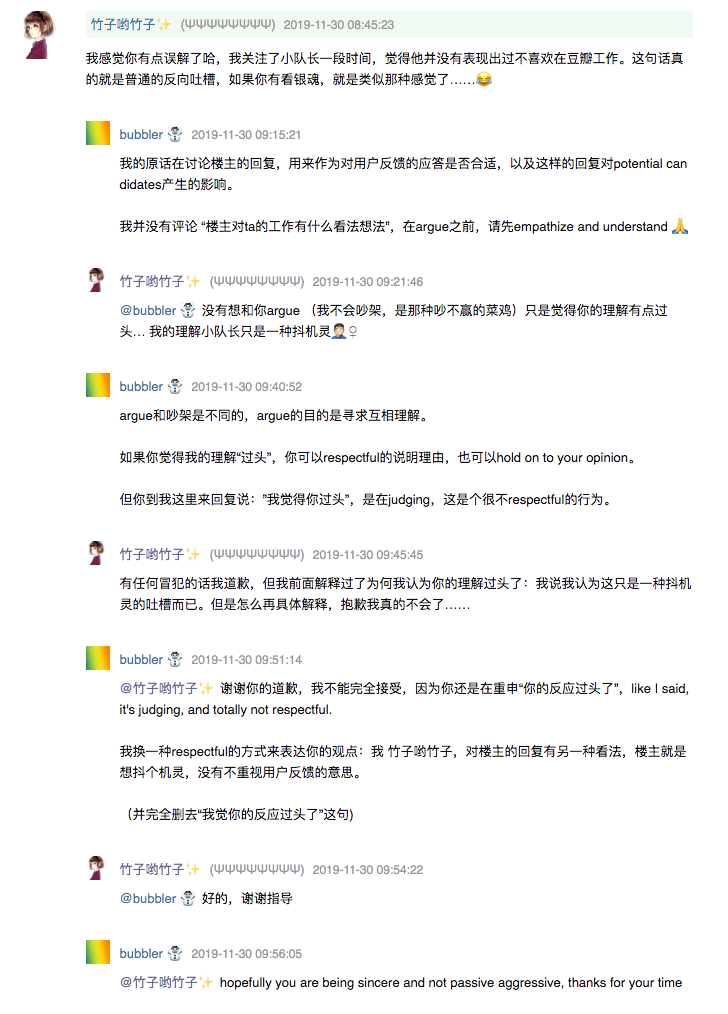 竹子哟竹子✨ (ΨΨΨΨΨΨΨΨ) 2019-11-30 08:45:23
我感觉你有点误解了哈，我关注了小队长一段时间，觉得他并没有表现出过不喜欢在豆瓣工作。这句话真
的就是普通的反向吐槽，如果你有看银魂，就是类似那种感觉了……😂
bubbler ☃ 2019-11-30 09:15:21
我的原话在讨论楼主的回复，用来作为对用户反馈的应答是否合适，以及这样的回复对potential can
didates产生的影响。
我并没有评论 “楼主对ta的工作有什么看法想法”，在argue之前，请先empathize and understand 🙏
竹子哟竹子✨ (ΨΨΨΨΨΨΨΨ) 2019-11-30 09:21:46
@bubbler ☃ 没有想和你argue （我不会吵架，是那种吵不赢的菜鸡）只是觉得你的理解有点过
头… 我的理解小队长只是一种抖机灵🤦🏻♀
bubbler ☃ 2019-11-30 09:40:52
argue和吵架是不同的，argue的目的是寻求互相理解。
如果你觉得我的理解“过头”，你可以respectful的说明理由，也可以hold on to your opinion。
但你到我这里来回复说：”我觉得你过头”，是在judging，这是个很不respectful的行为。
竹子哟竹子✨ (ΨΨΨΨΨΨΨΨ) 2019-11-30 09:45:45
有任何冒犯的话我道歉，但我前面解释过了为何我认为你的理解过头了：我说我认为这只是一种抖机
灵的吐槽而已。但是怎么再具体解释，抱歉我真的不会了……
bubbler ☃ 2019-11-30 09:51:14
@竹子哟竹子✨ 谢谢你的道歉，我不能完全接受，因为你还是在重申“你的反应过头了”，like I said,
it's judging, and totally not respectful.
我换一种respectful的方式来表达你的观点：我 竹子哟竹子，对楼主的回复有另一种看法，楼主就是
想抖个机灵，没有不重视用户反馈的意思。
（并完全删去“我觉你的反应过头了”这句)
竹子哟竹子✨ (ΨΨΨΨΨΨΨΨ) 2019-11-30 09:54:22
@bubbler ☃ 好的，谢谢指导
bubbler ☃ 2019-11-30 09:56:05
@竹子哟竹子✨ hopefully you are being sincere and not passive aggressive, thanks for your time